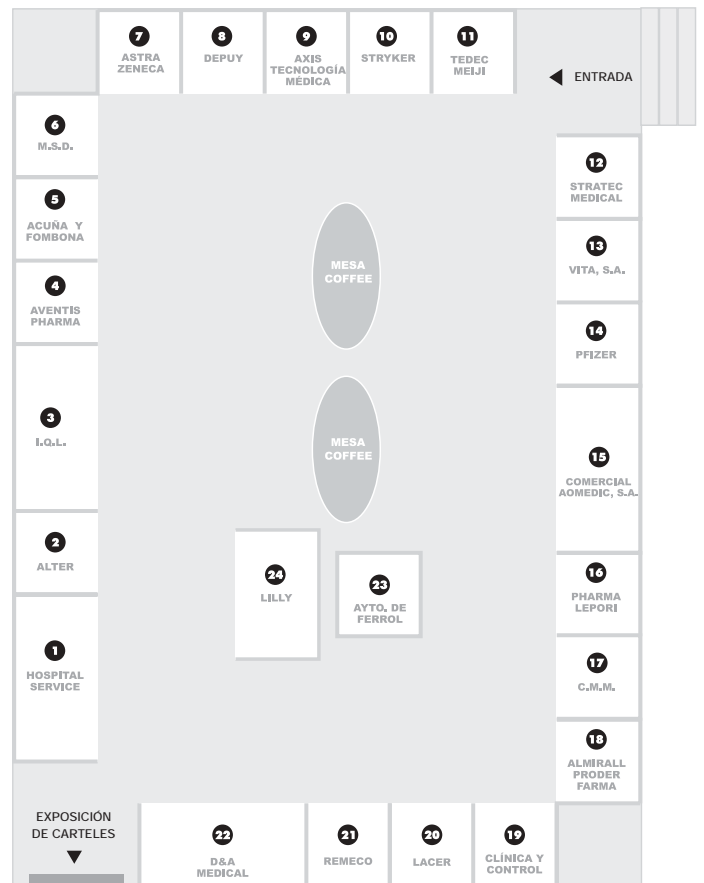 7
ASTRA
ZENECA
8
DEPUY
9
AXIS
TECNOLOGÍA
MÉDICA
10
STRYKER
11
TEDEC
MEIJI
ENTRADA
6
M.S.D.
5
ACUÑA Y
FOMBONA
4
AVENTIS
PHARMA
3
I.Q.L.
2
ALTER
1
HOSPITAL
SERVICE
MESA
COFFEE
MESA
COFFEE
24
LILLY
23
AYTO. DE
FERROL
12
STRATEC
MEDICAL
13
VITA, S.A.
14
PFIZER
15
COMERCIAL
AOMEDIC, S.A.
16
PHARMA
LEPORI
17
C.M.M.
18
ALMIRALL
PRODER
FARMA
EXPOSICIÓN
DE CARTELES
22
D&A
MEDICAL
21
REMECO
20
LACER
19
CLÍNICA Y
CONTROL